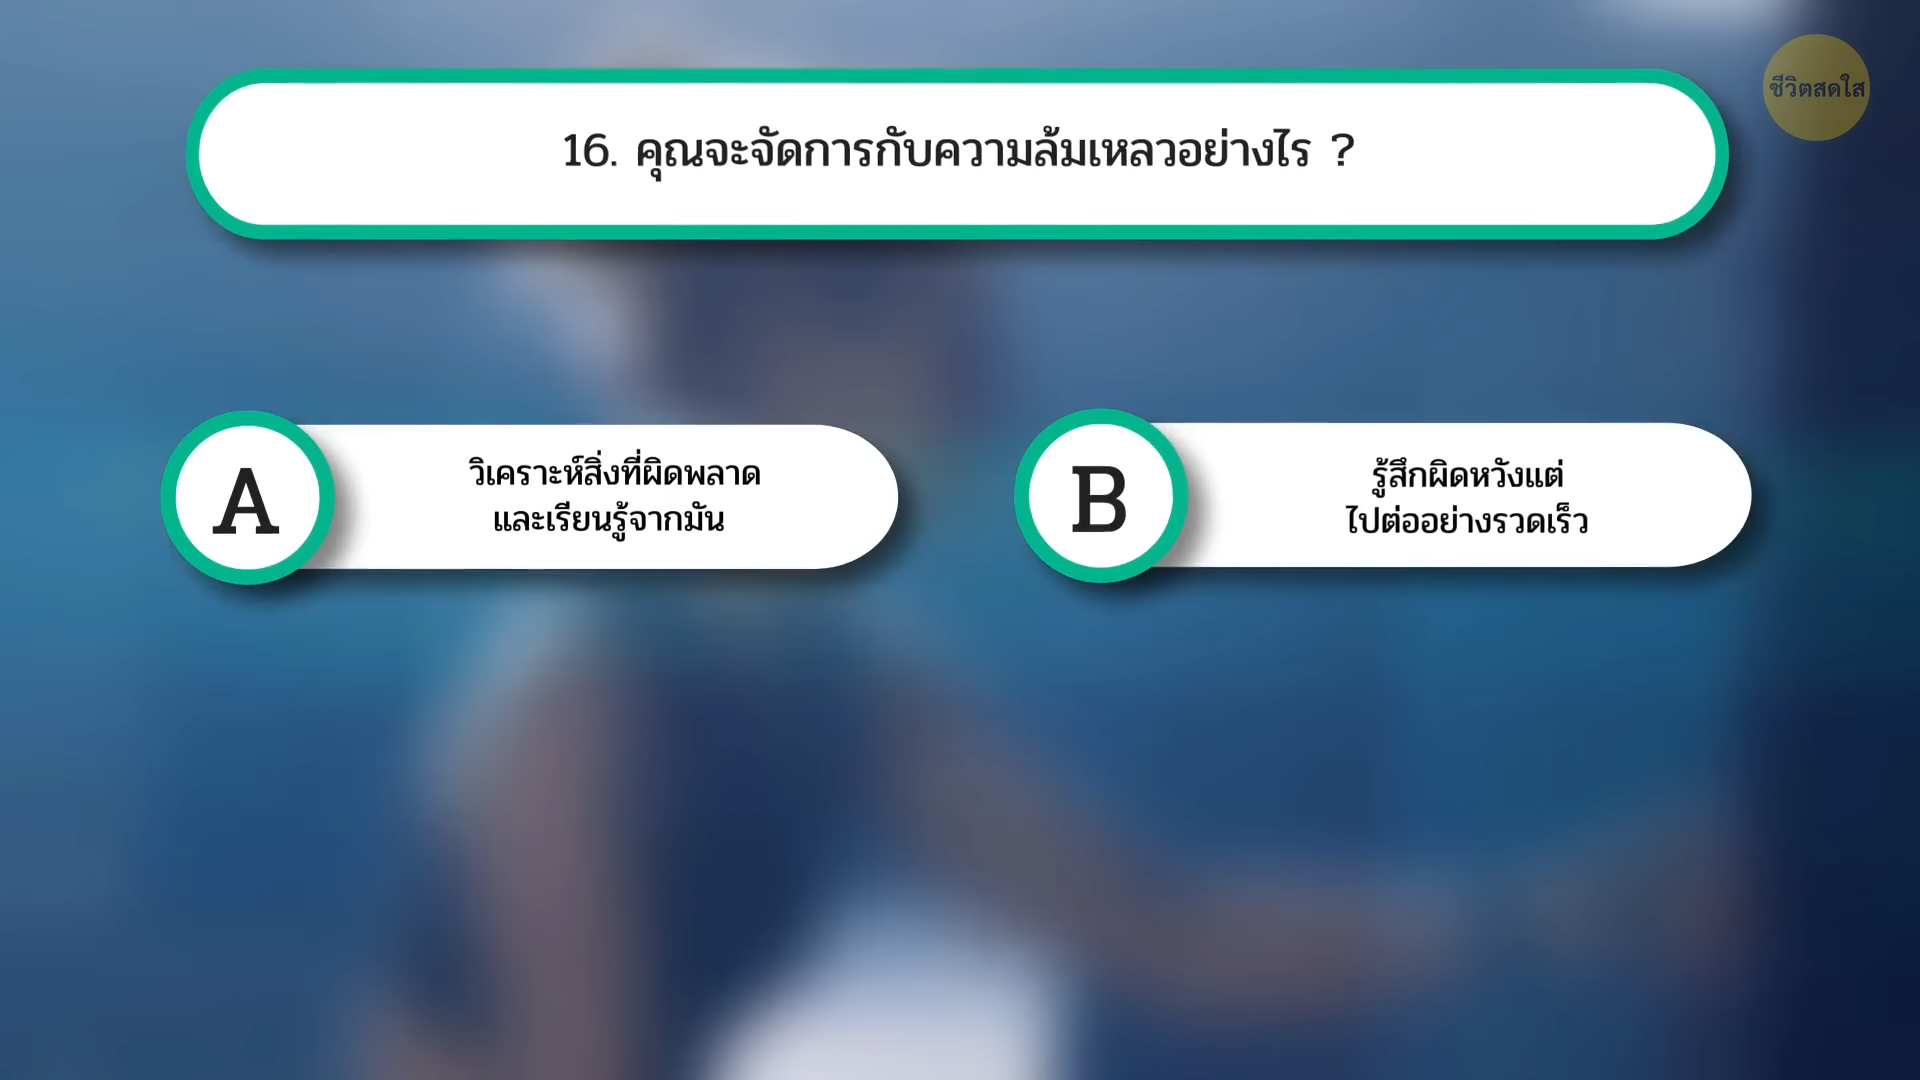 ชีวิตสดใส
16. คุณจะจัดการกับความล้มเหลวอย่างไร ?
A
วิเคราะห์สิ่งที่ผิดพลาด
และเรียนรู้จากมัน
B
รู้สึกผิดหวังแต่
ไปต่ออย่างรวดเร็ว